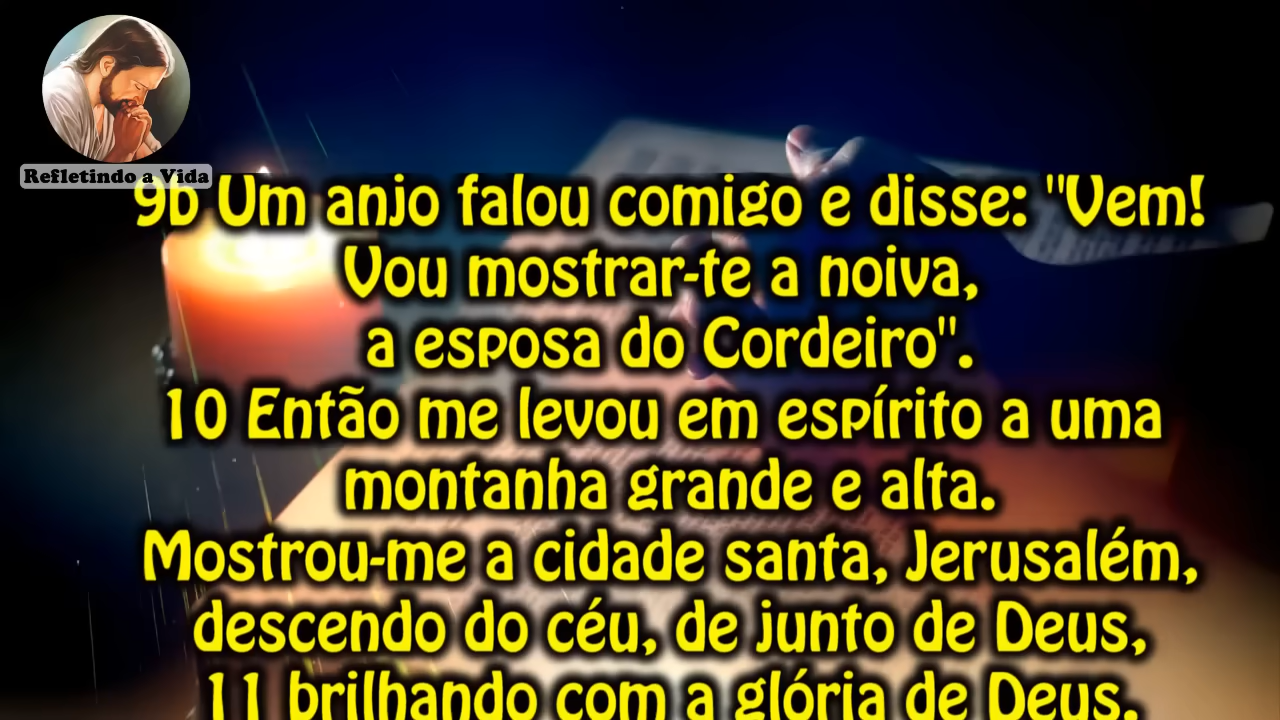 Refletindo a Vida
9b Um anjo falou comigo e disse: "Vem!
Vou mostrar-te a noiva,
a esposa do Cordeiro".
10 Então me levou em espírito a uma
montanha grande e alta.
Mostrou-me a cidade santa, Jerusalém,
descendo do céu, de junto de Deus,
11 brilhando com a glória de Deus.